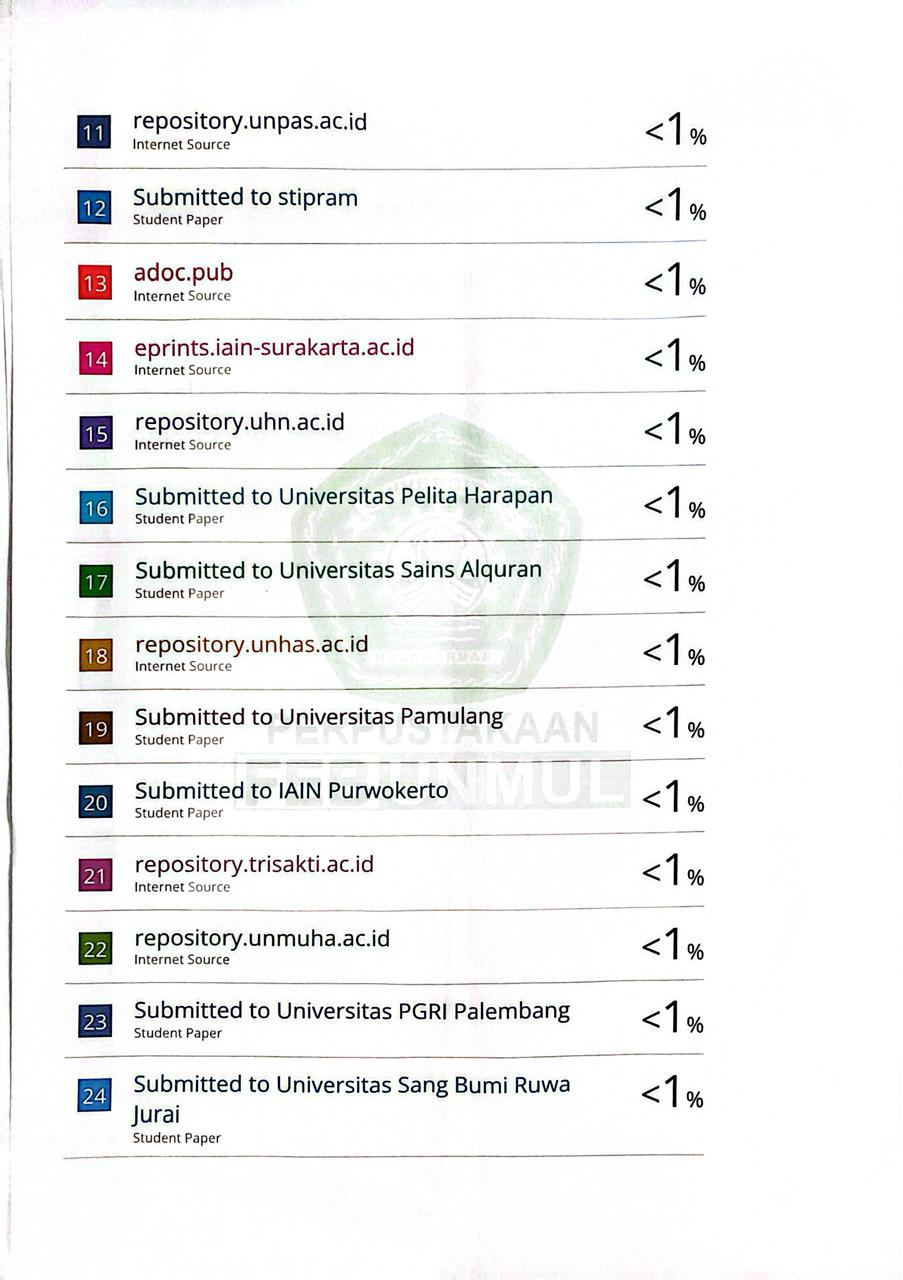 11 repository.unpas.ac.id <1%
Internet Source
12 Submitted to stipram <1%
Student Paper
13 adoc.pub <1%
Internet Source
14 eprints.iain-surakarta.ac.id <1%
Internet Source
15 repository.uhn.ac.id <1%
Internet Source
16 Submitted to Universitas Pelita Harapan <1%
Student Paper
17 Submitted to Universitas Sains Alquran <1%
Student Paper
18 repository.unhas.ac.id <1%
Internet Source
19 Submitted to Universitas Pamulang <1%
Student Paper
PERPUSTAKAAN
FEB UNMUL
20 Submitted to IAIN Purwokerto <1%
Student Paper
21 repository.trisakti.ac.id <1%
Internet Source
22 repository.unmuha.ac.id <1%
Internet Source
23 Submitted to Universitas PGRI Palembang <1%
Student Paper
24 Submitted to Universitas Sang Bumi Ruwa <1%
Jurai
Student Paper